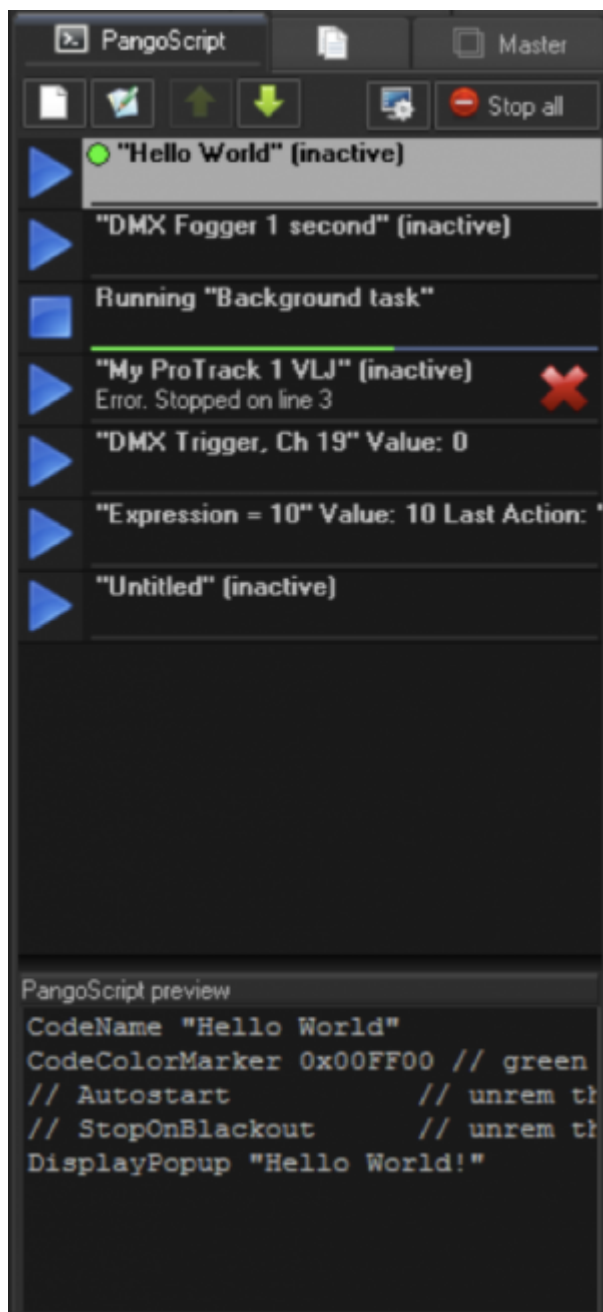 PangoScript
Master
Stop all
"Hello World" (inactive)
"DMX Fogger 1 second" (inactive)
Running "Background task"
"My ProTrack 1 VLJ" (inactive)
Error. Stopped on line 3
"DMX Trigger, Ch 19" Value: 0
"Expression = 10" Value: 10 Last Action: "
"Untitled" (inactive)
PangoScript preview
CodeName "Hello World"
CodeColorMarker 0x00FF00 // green
// Autostart // unrem th
// StopOnBlackout // unrem th
DisplayPopup "Hello World!"